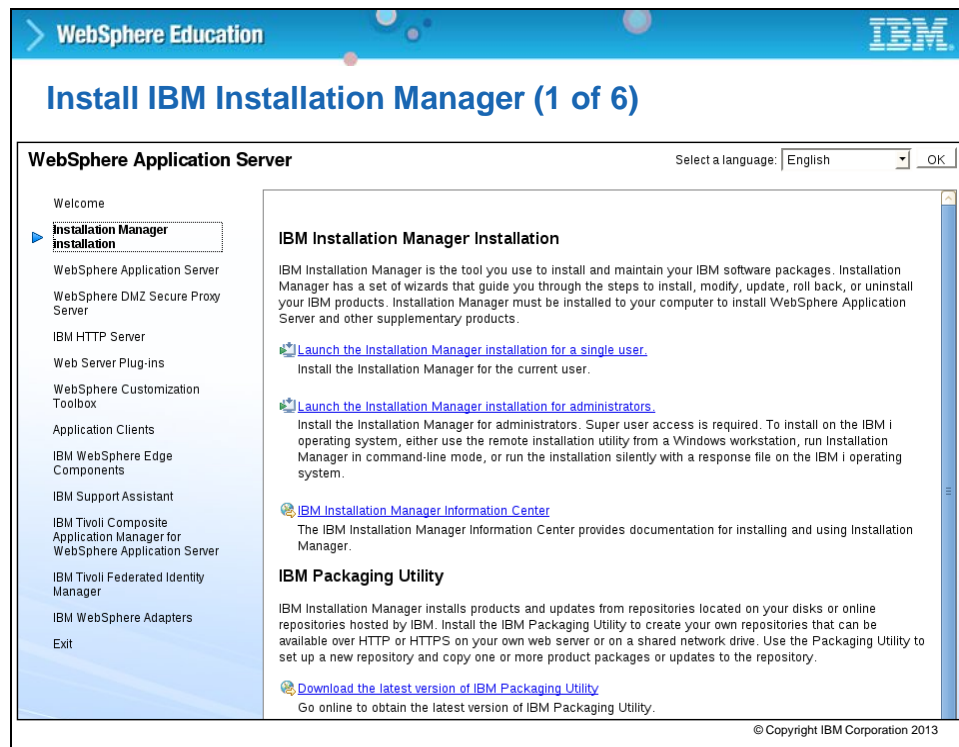 WebSphere Education
IBM.
Install IBM Installation Manager (1 of 6)
WebSphere Application Server
Select a language: English OK
Welcome
Installation Manager
installation
WebSphere Application Server
WebSphere DMZ Secure Proxy
Server
IBM HTTP Server
Web Server Plug-ins
WebSphere Customization
Toolbox
Application Clients
IBM WebSphere Edge
Components
IBM Support Assistant
IBM Tivoli Composite
Application Manager for
WebSphere Application Server
IBM Tivoli Federated Identity
Manager
IBM WebSphere Adapters
Exit
IBM Installation Manager Installation
IBM Installation Manager is the tool you use to install and maintain your IBM software packages. Installation
Manager has a set of wizards that guide you through the steps to install, modify, update, roll back, or uninstall
your IBM products. Installation Manager must be installed to your computer to install WebSphere Application
Server and other supplementary products.
Launch the Installation Manager installation for a single user.
Install the Installation Manager for the current user.
Launch the Installation Manager installation for administrators.
Install the Installation Manager for administrators. Super user access is required. To install on the IBM i
operating system, either use the remote installation utility from a Windows workstation, run Installation
Manager in command-line mode, or run the installation silently with a response file on the IBM i operating
system.
IBM Installation Manager Information Center
The IBM Installation Manager Information Center provides documentation for installing and using Installation
Manager.
IBM Packaging Utility
IBM Installation Manager installs products and updates from repositories located on your disks or online
repositories hosted by IBM. Install the IBM Packaging Utility to create your own repositories that can be
available over HTTP or HTTPS on your own web server or on a shared network drive. Use the Packaging Utility to
set up a new repository and copy one or more product packages or updates to the repository.
Download the latest version of IBM Packaging Utility
Go online to obtain the latest version of IBM Packaging Utility.
© Copyright IBM Corporation 2013